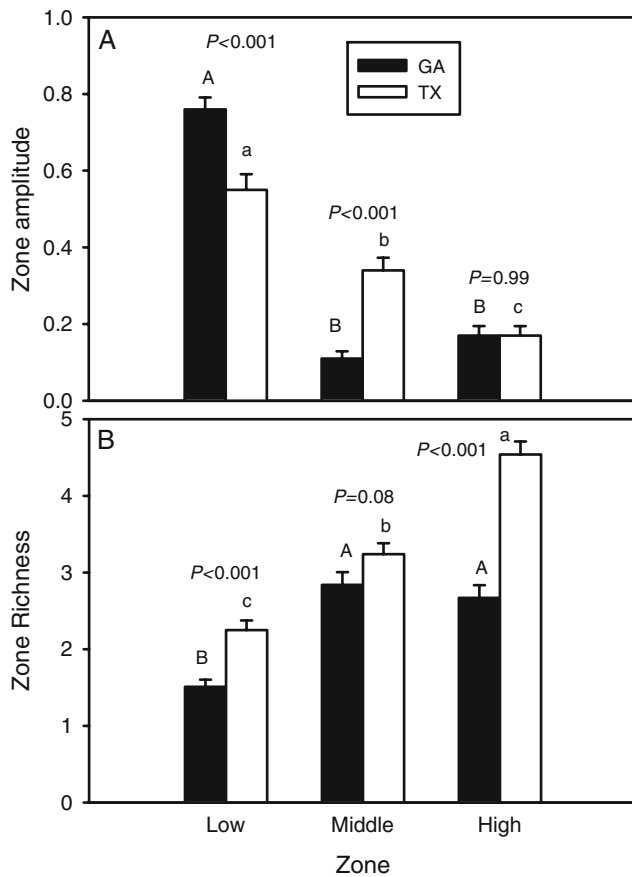 A
P<0.001
GA
TX
A
a
P<0.001
b
B
P=0.99
B
c
1.0
0.8
0.6
0.4
0.2
0.0
Zone amplitude
B
P<0.001
a
P=0.08
A
b
A
P<0.001
c
B
5
4
3
2
1
0
Zone Richness
Low
Middle
High
Zone